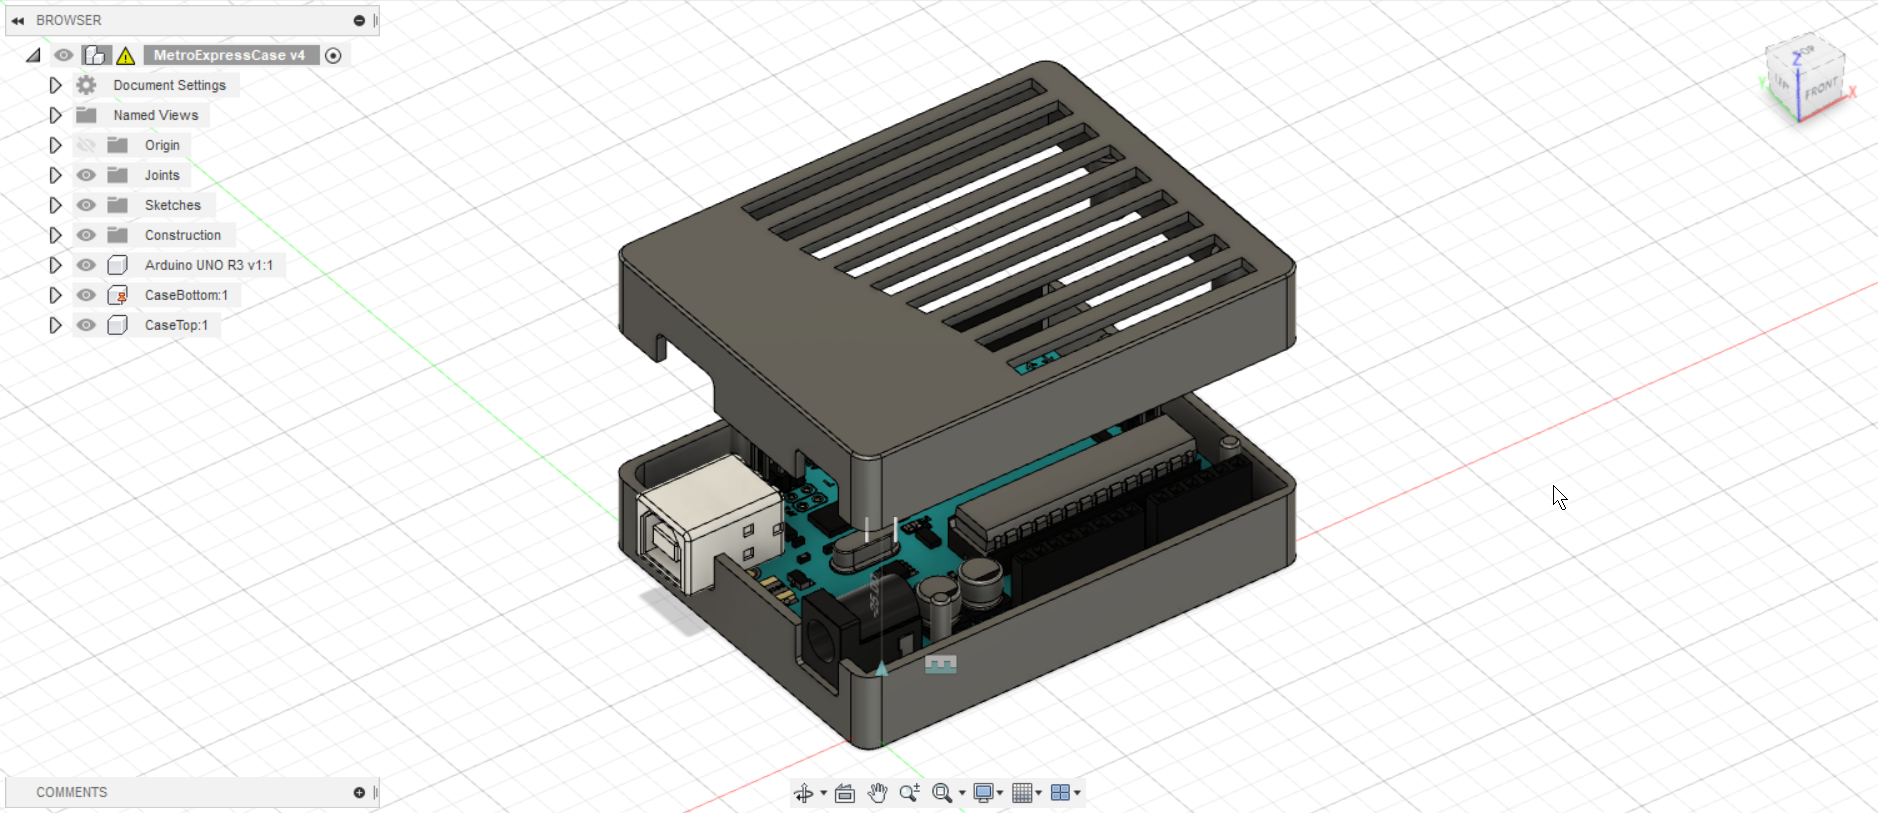 BROWSER
MetroExpressCase v4
Document Settings
Named Views
Origin
Joints
Sketches
Construction
Arduino UNO R3 v1:1
CaseBottom:1
CaseTop:1
TOP
Z
Y
FRONT
X
COMMENTS